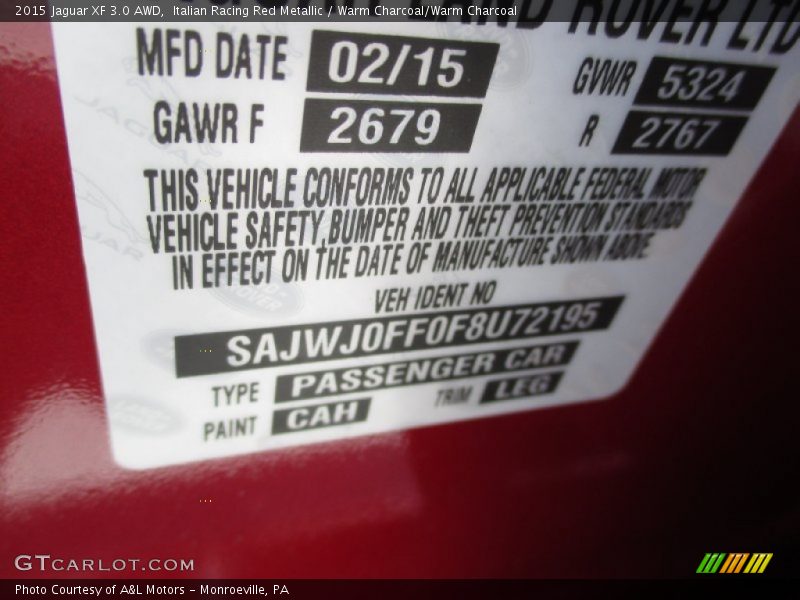 2015 Jaguar XF 3.0 AWD,  Italian Racing Red Metallic / Warm Charcoal/Warm Charcoal
LAND ROVER LTD
MFD DATE 02/15 GVWR 5324
GAWR F 2679 R 2767
THIS VEHICLE CONFORMS TO ALL APPLICABLE FEDERAL MOTOR
VEHICLE SAFETY,BUMPER AND THEFT PREVENTION STANDARDS
IN EFFECT ON THE DATE OF MANUFACTURE SHOWN ABOVE
VEH IDENT NO
SAJWJ0FF0F8U72195
TYPE PASSENGER CAR
PAINT CAH TRIM LEG
GTCARLOT.COM
Photo Courtesy of A&L Motors – Monroeville, PA